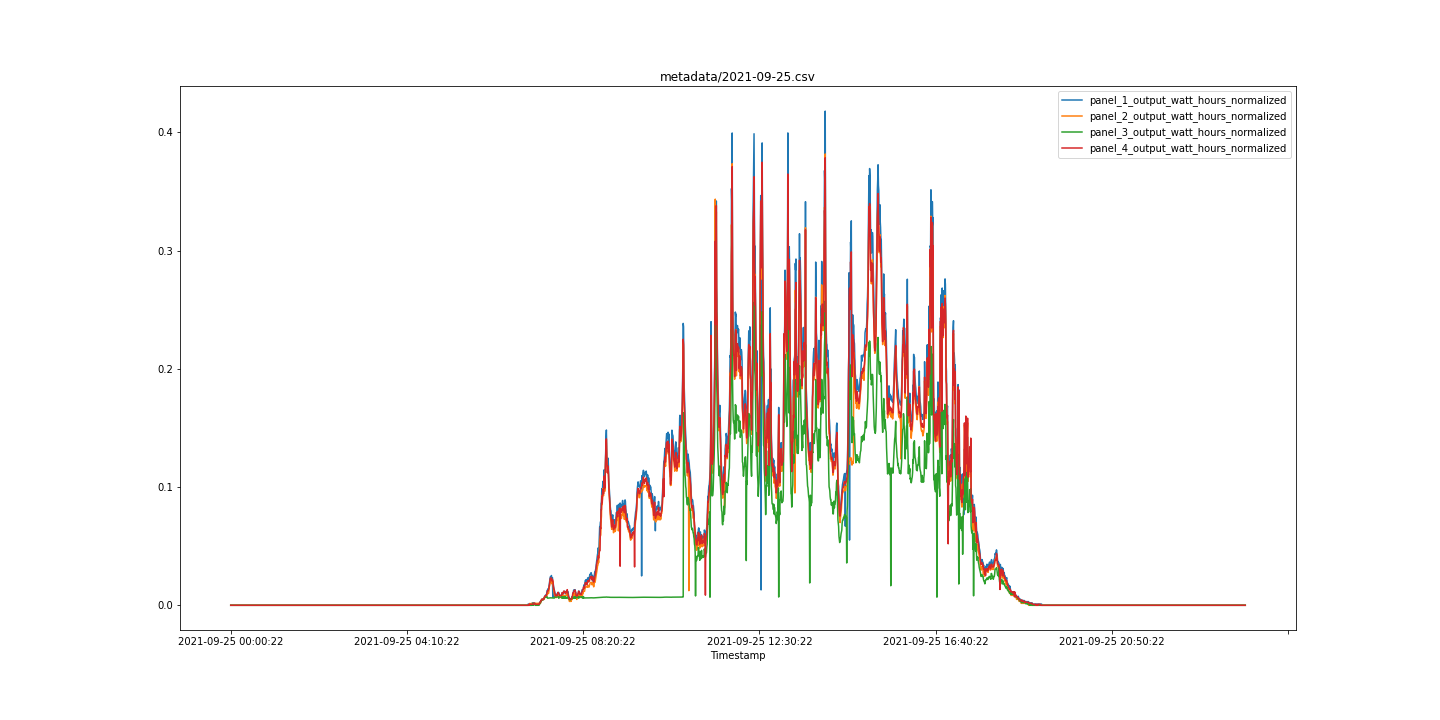 metadata/2021-09-25.csv
panel_1_output_watt_hours_normalized
panel_2_output_watt_hours_normalized
panel_3_output_watt_hours_normalized
panel_4_output_watt_hours_normalized
0.4
0.3
0.2
0.1
0.0
2021-09-25 00:00:22 2021-09-25 04:10:22 2021-09-25 08:20:22 2021-09-25 12:30:22 2021-09-25 16:40:22 2021-09-25 20:50:22
Timestamp